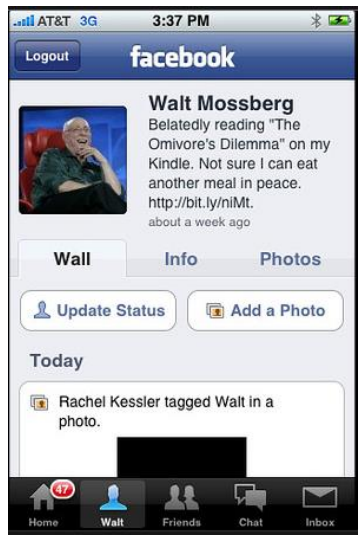 AT&T 3G 3:37 PM
Logout facebook
Walt Mossberg
Belatedly reading "The
Omnivore's Dilemma" on my
Kindle. Not sure I can eat
another meal in peace.
http://bit.ly/niMt.
about a week ago
Wall Info Photos
Update Status Add a Photo
Today
Rachel Kessler tagged Walt in a
photo.
47
Home Walt Friends Chat Inbox